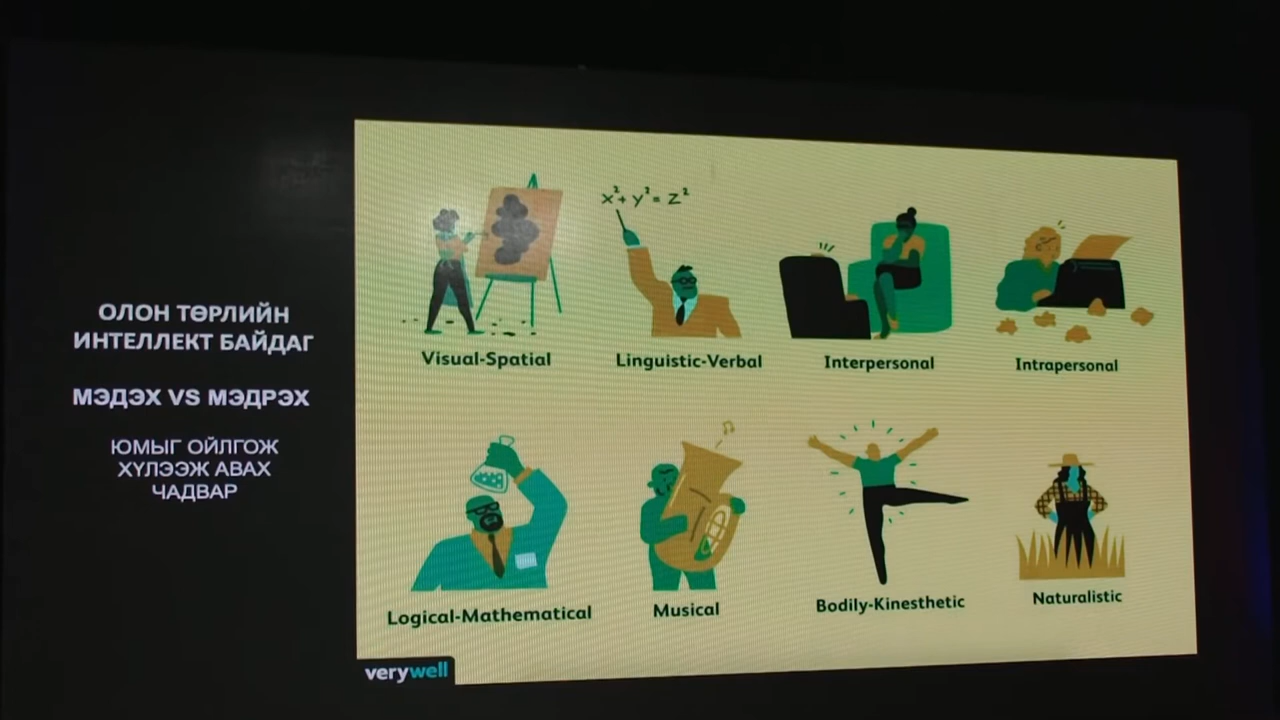 ОЛОН ТӨРЛИЙН
ИНТЕЛЛЕКТ БАЙДАГ
МЭДЭХ VS МЭДРЭХ
ЮМЫГ ОЙЛГОЖ
ХҮЛЭЭЖ АВАХ
ЧАДВАР
x²+ y²= z²
Visual-Spatial
Linguistic-Verbal
Interpersonal
Intrapersonal
Logical-Mathematical
Musical
Bodily-Kinesthetic
Naturalistic
verywell